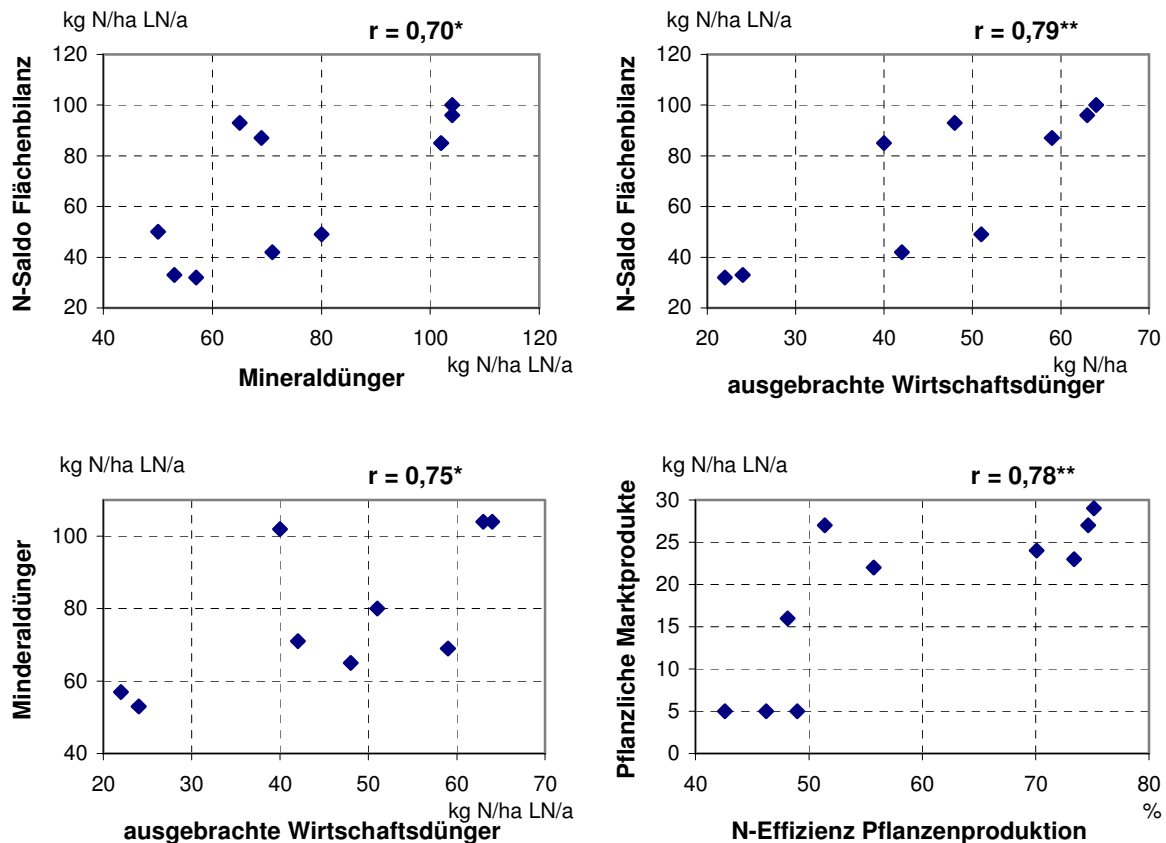 kg N/ha LN/a
r = 0,70*
N-Saldo Flächenbilanz
120
100
80
60
40
20
40 60 80 100 120
kg N/ha LN/a
Mineraldünger
kg N/ha LN/a
r = 0,79**
N-Saldo Flächenbilanz
120
100
80
60
40
20
20 30 40 50 60 70
kg N/ha
ausgebrachte Wirtschaftsdünger
kg N/ha LN/a
r = 0,75*
Minderaldünger
100
80
60
40
20 30 40 50 60 70
kg N/ha LN/a
ausgebrachte Wirtschaftsdünger
kg N/ha LN/a
r = 0,78**
Pflanzliche Marktprodukte
30
25
20
15
10
5
0
40 50 60 70 80
%
N-Effizienz Pflanzenproduktion